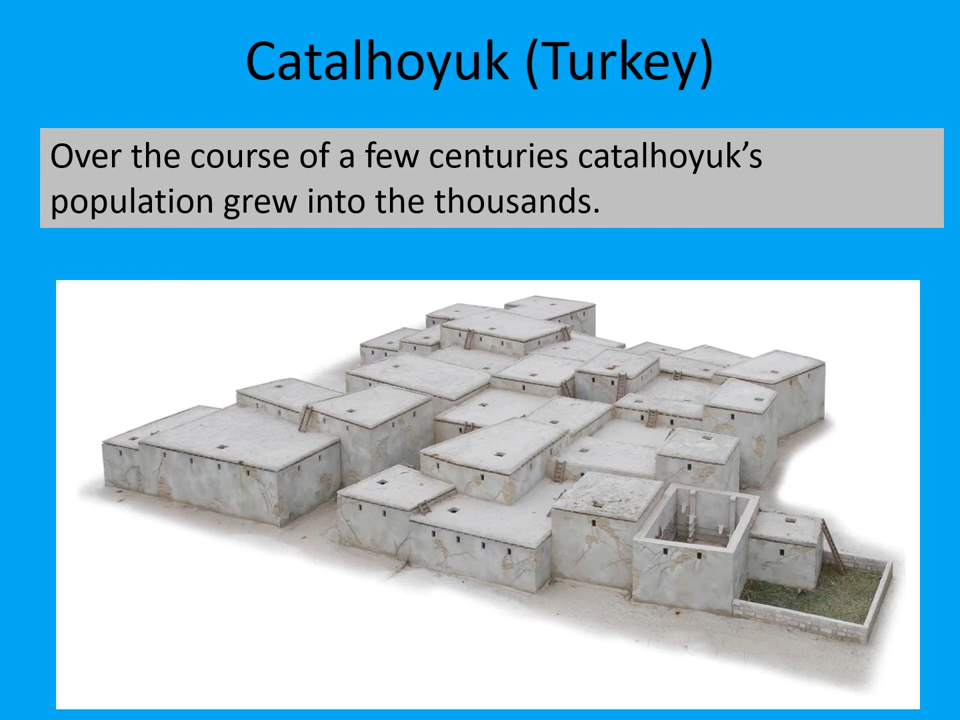 Catalhoyuk (Turkey)
Over the course of a few centuries catalhoyuk’s
population grew into the thousands.